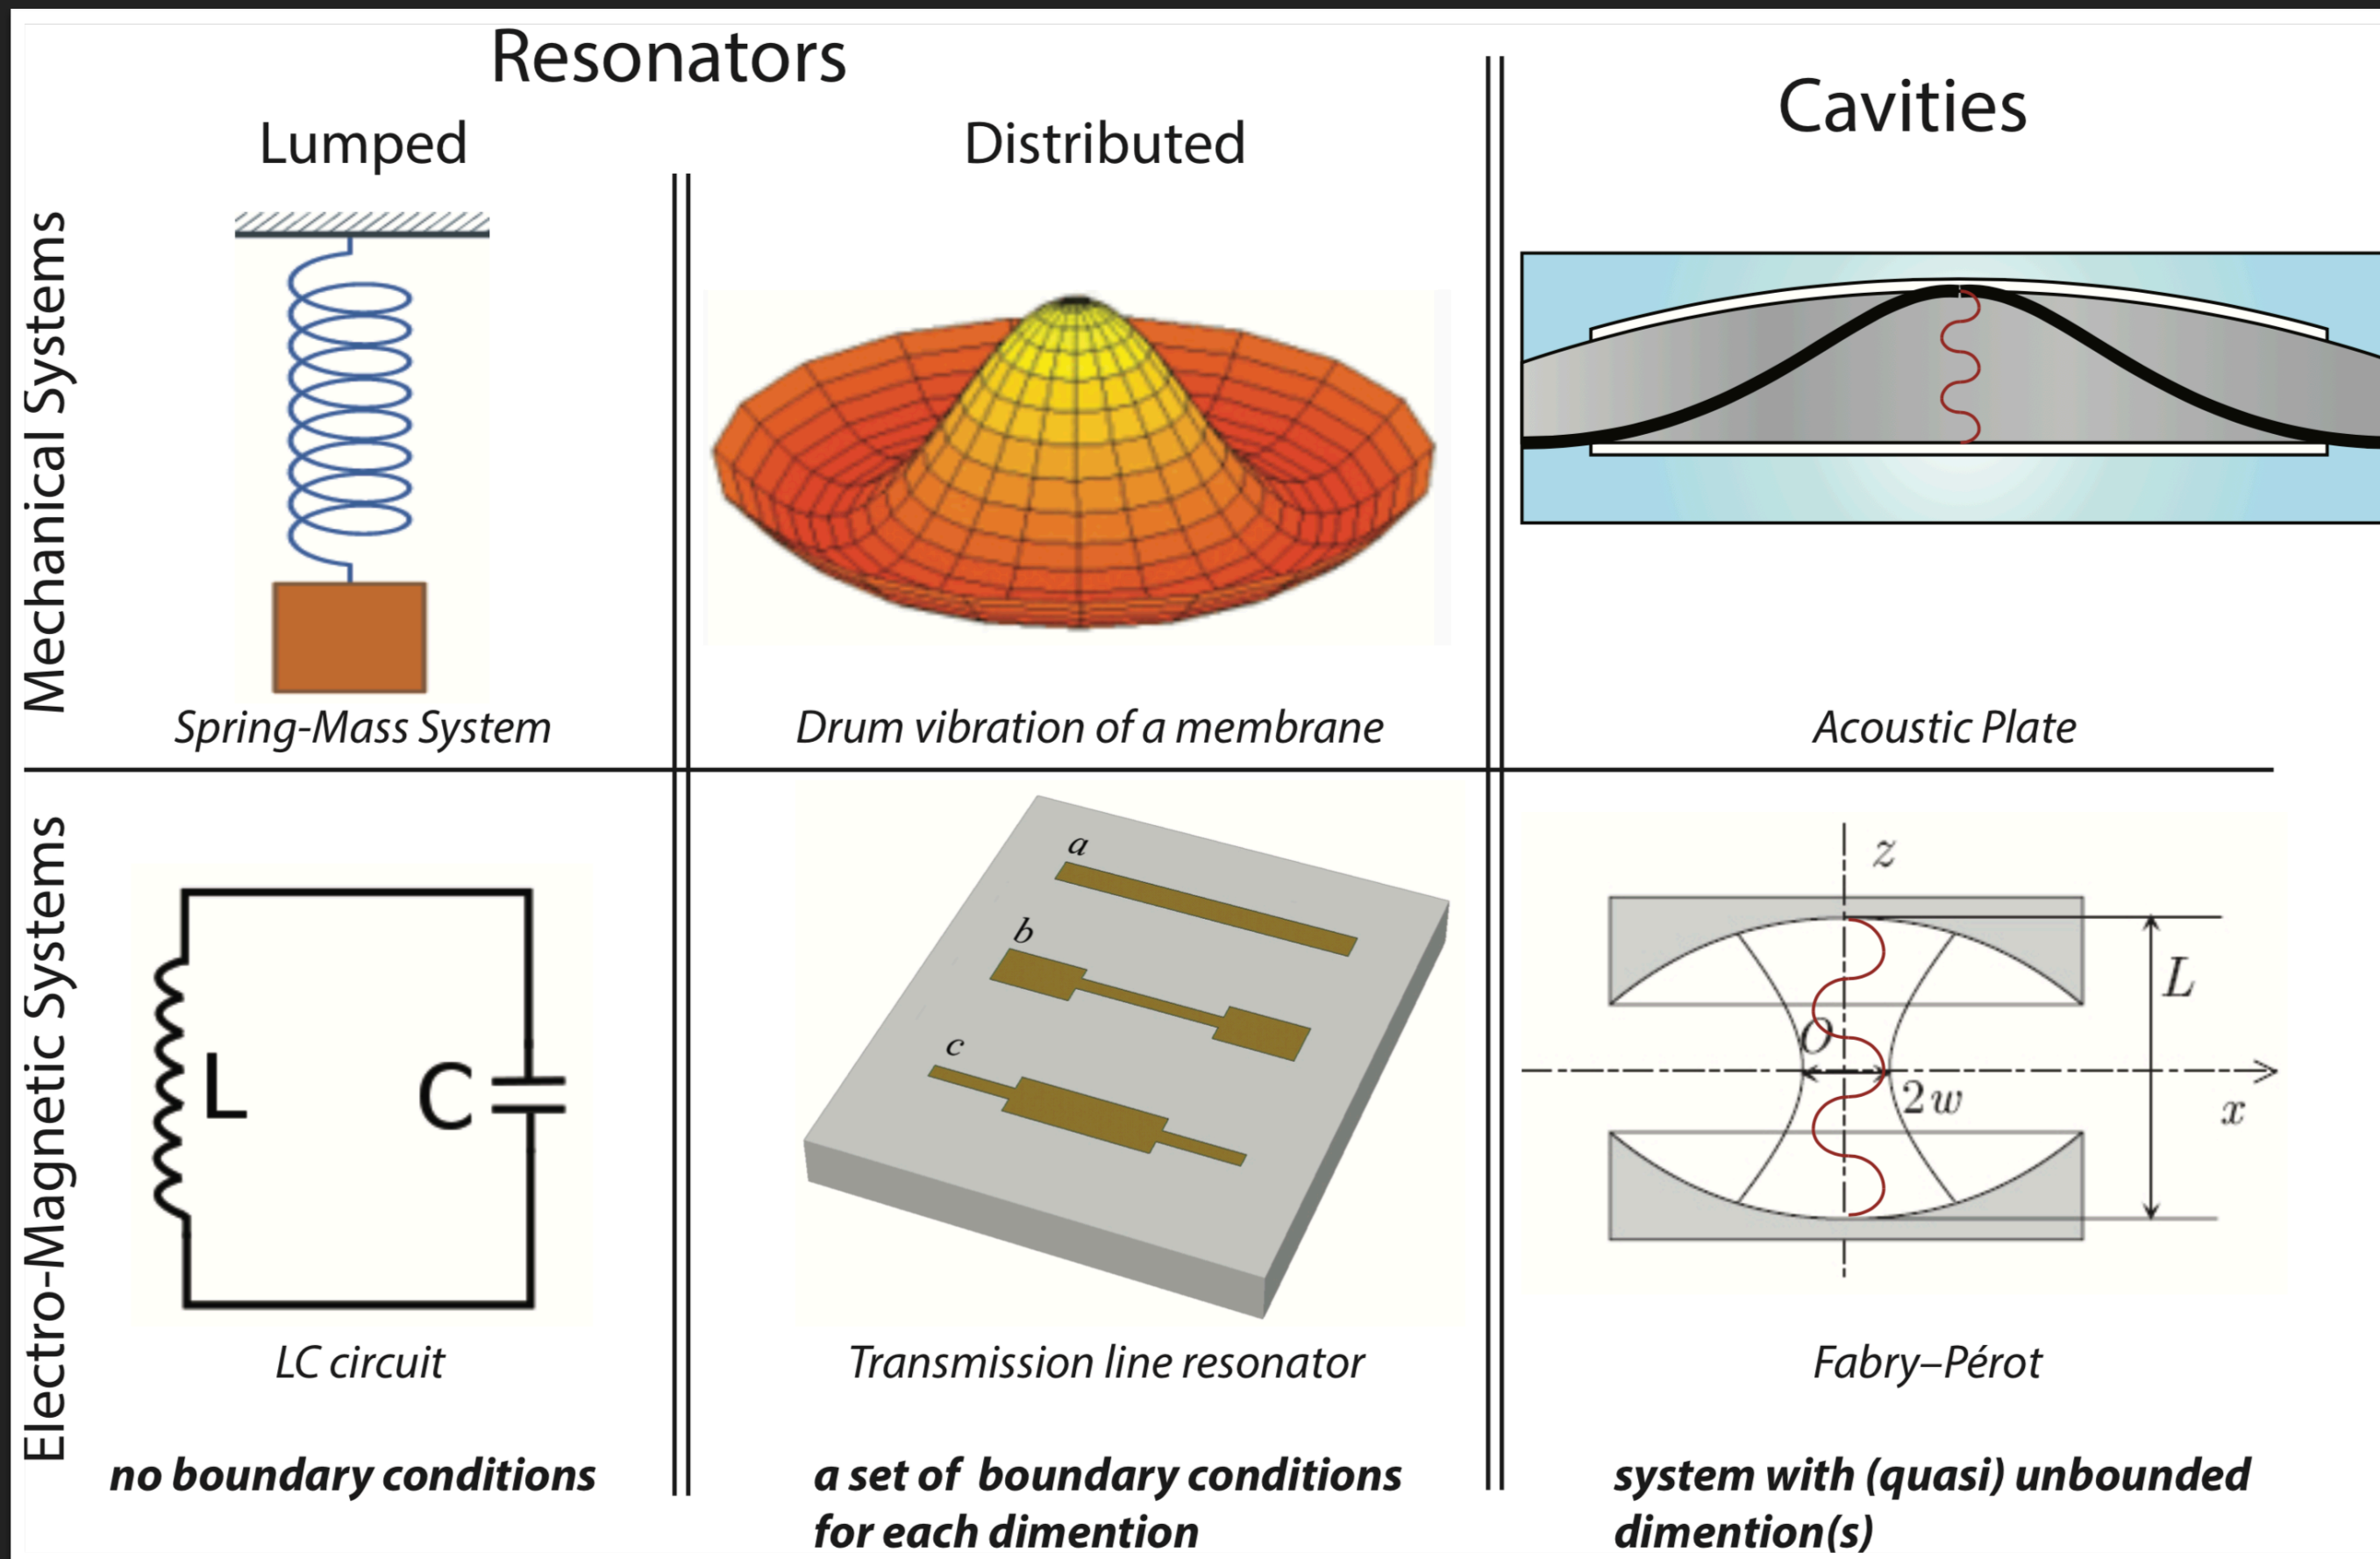 Resonators
Cavities
Lumped
Distributed
Mechanical Systems
Spring-Mass System
Drum vibration of a membrane
Acoustic Plate
Electro-Magnetic Systems
L
C
a
b
c
z
L
O
2w
x
LC circuit
Transmission line resonator
Fabry–Pérot
no boundary conditions
a set of boundary conditions
for each dimention
system with (quasi) unbounded
dimention(s)